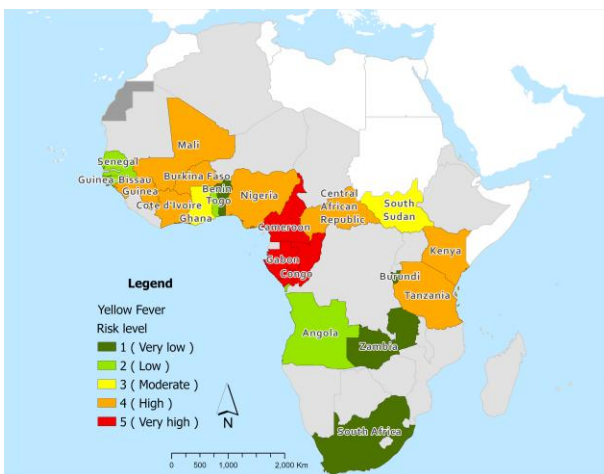 Mali
Senegal
Guinea Bissau
Guinea
Burkina Faso
Benin
Togo
Cote d'Ivoire
Ghana
Nigeria
Central
African
Republic
South
Sudan
Cameroon
Gabon
Congo
Kenya
Burundi
Tanzania
Angola
Zambia
South Africa
Legend
Yellow Fever
Risk level
1 ( Very low )
2 ( Low )
3 ( Moderate )
4 ( High )
5 ( Very high )
N
0 500 1,000 2,000 Km